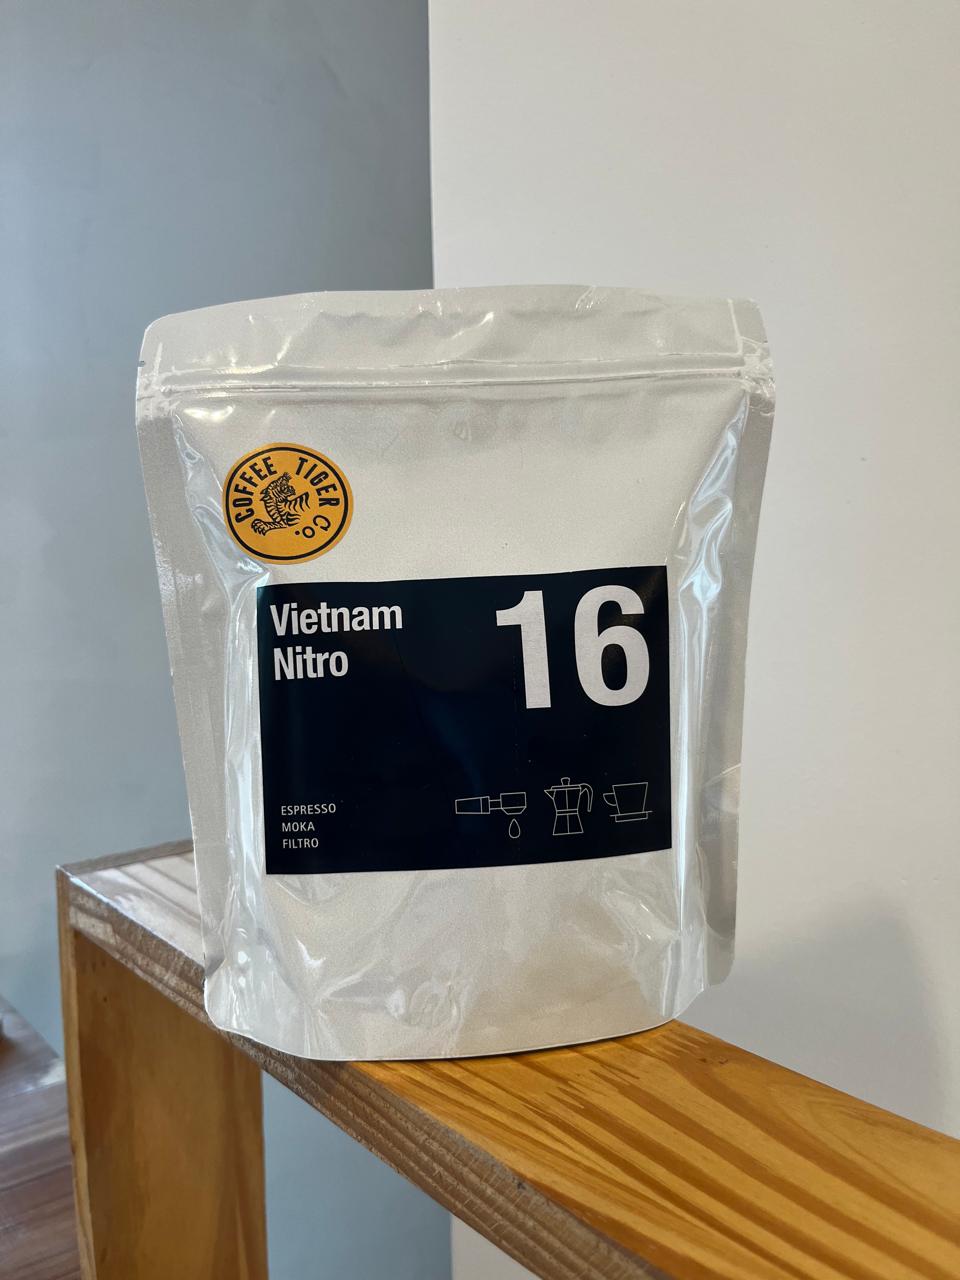 COFFEE TIGER Co.
Vietnam
Nitro
16
ESPRESSO
MOKA
FILTRO